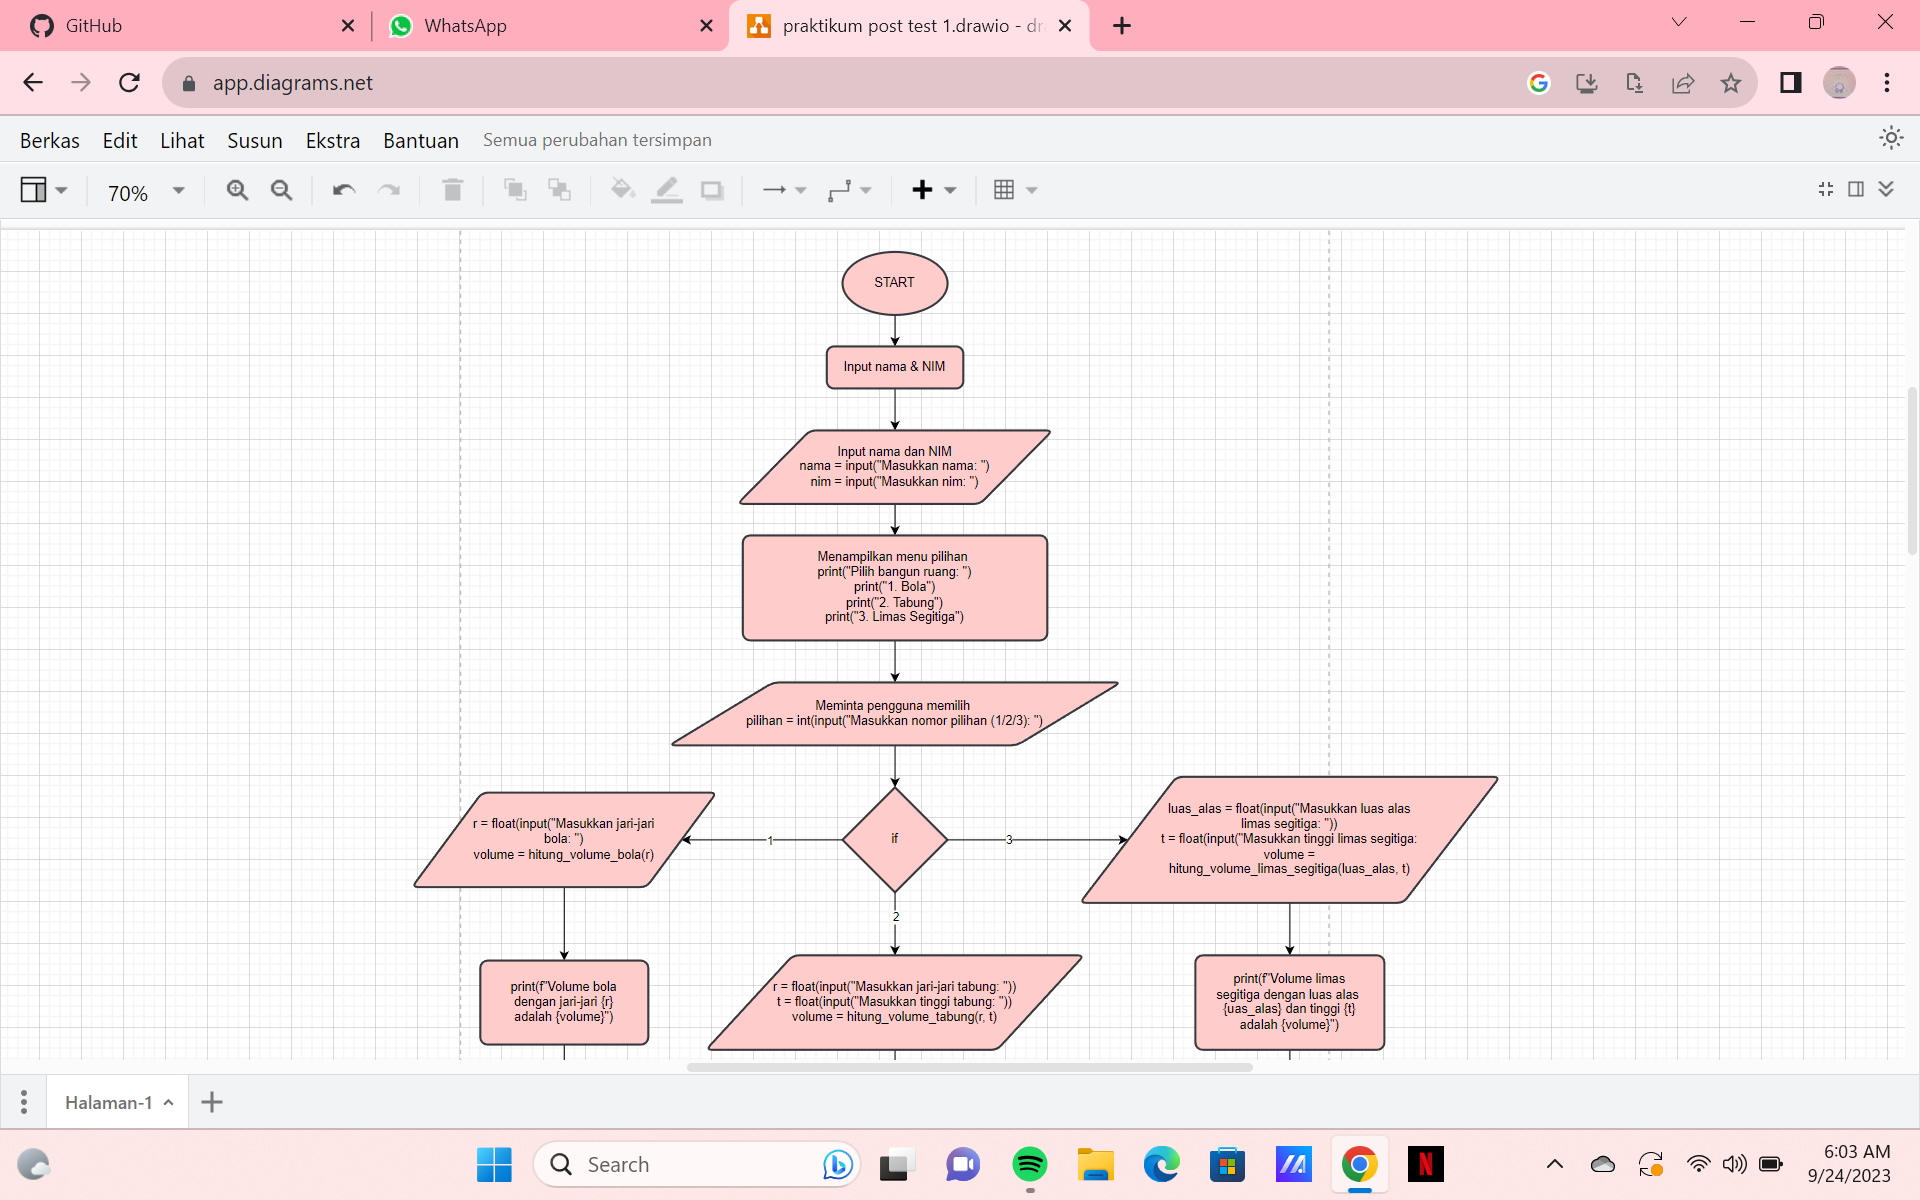 GitHub
WhatsApp
praktikum post test 1.drawio - dr
app.diagrams.net
Berkas Edit Lihat Susun Ekstra Bantuan Semua perubahan tersimpan
70%
START
Input nama & NIM
Input nama dan NIM
nama = input("Masukkan nama: ")
nim = input("Masukkan nim: ")
Menampilkan menu pilihan
print("Pilih bangun ruang: ")
print("1. Bola")
print("2. Tabung")
print("3. Limas Segitiga")
Meminta pengguna memilih
pilihan = int(input("Masukkan nomor pilihan (1/2/3): ")
r = float(input("Masukkan jari-jari
bola: ")
volume = hitung_volume_bola(r)
1
if
3
luas_alas = float(input("Masukkan luas alas
limas segitiga: "))
t = float(input("Masukkan tinggi limas segitiga:
volume =
hitung_volume_limas_segitiga(luas_alas, t)
2
print(f"Volume bola
dengan jari-jari {r}
adalah {volume}")
r = float(input("Masukkan jari-jari tabung: "))
t = float(input("Masukkan tinggi tabung: "))
volume = hitung_volume_tabung(r, t)
print(f"Volume limas
segitiga dengan luas alas
{uas_alas} dan tinggi {t}
adalah {volume}")
Halaman-1
Search
6:03 AM
9/24/2023